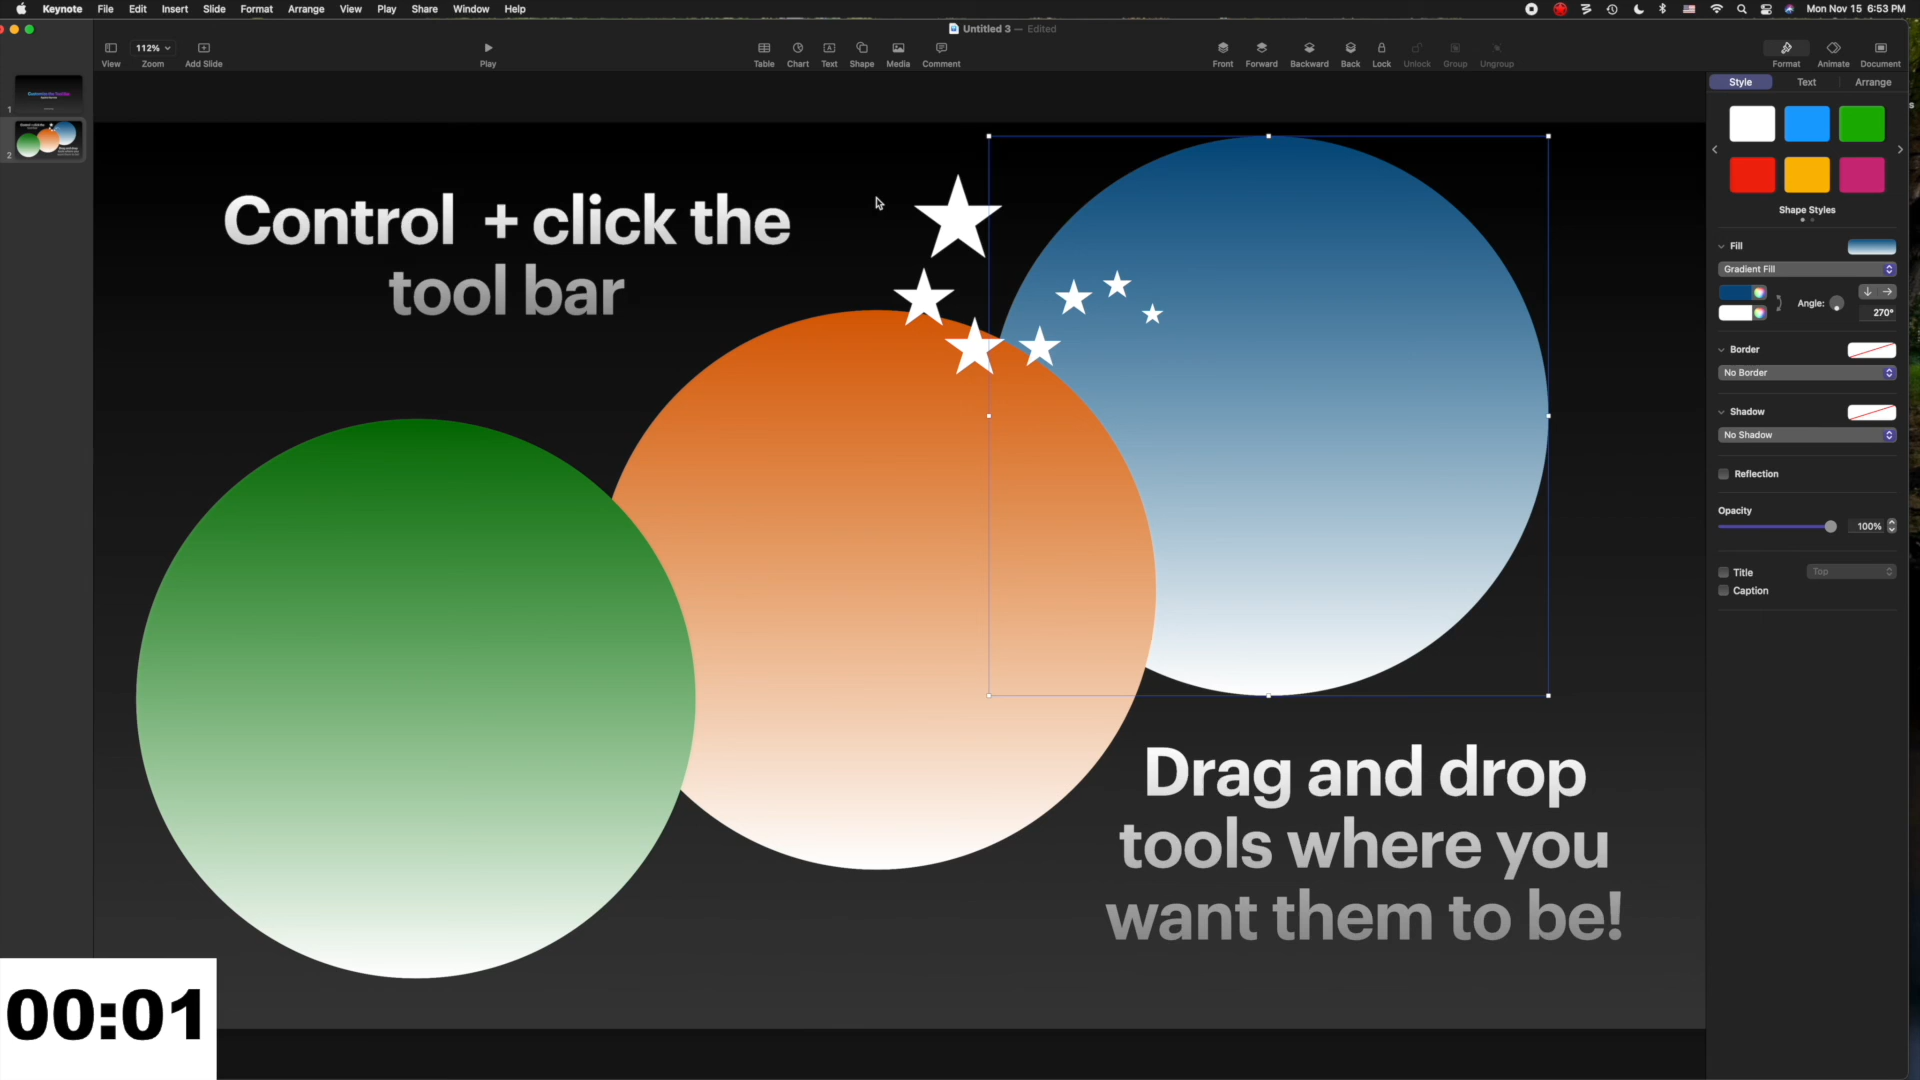 Keynote File Edit Insert Slide Format Arrange View Play Share Window Help
Mon Nov 15 6:53 PM
Untitled 3 — Edited
112%
View Zoom Add Slide Play Table Chart Text Shape Media Comment Front Forward Backward Back Lock Unlock Group Ungroup Format Animate Document
Style Text Arrange
1
2
Control + click the
tool bar
Drag and drop
tools where you
want them to be!
Shape Styles
Fill
Gradient Fill
Angle:
270°
Border
No Border
Shadow
No Shadow
Reflection
Opacity
100%
Title Top
Caption
00:01